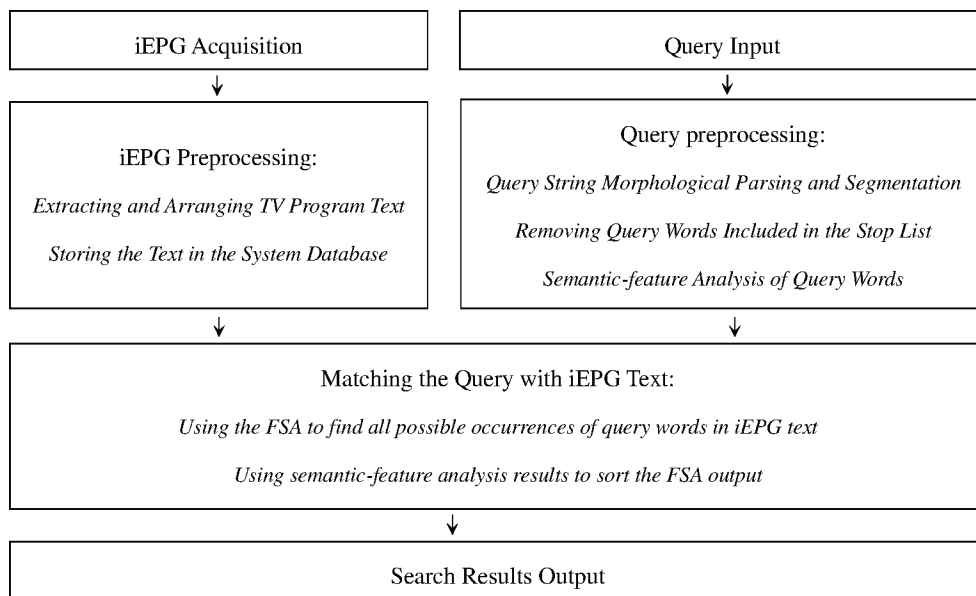 iEPG Acquisition
Query Input
iEPG Preprocessing:
Extracting and Arranging TV Program Text
Storing the Text in the System Database
Query preprocessing:
Query String Morphological Parsing and Segmentation
Removing Query Words Included in the Stop List
Semantic-feature Analysis of Query Words
Matching the Query with iEPG Text:
Using the FSA to find all possible occurrences of query words in iEPG text
Using semantic-feature analysis results to sort the FSA output
Search Results Output